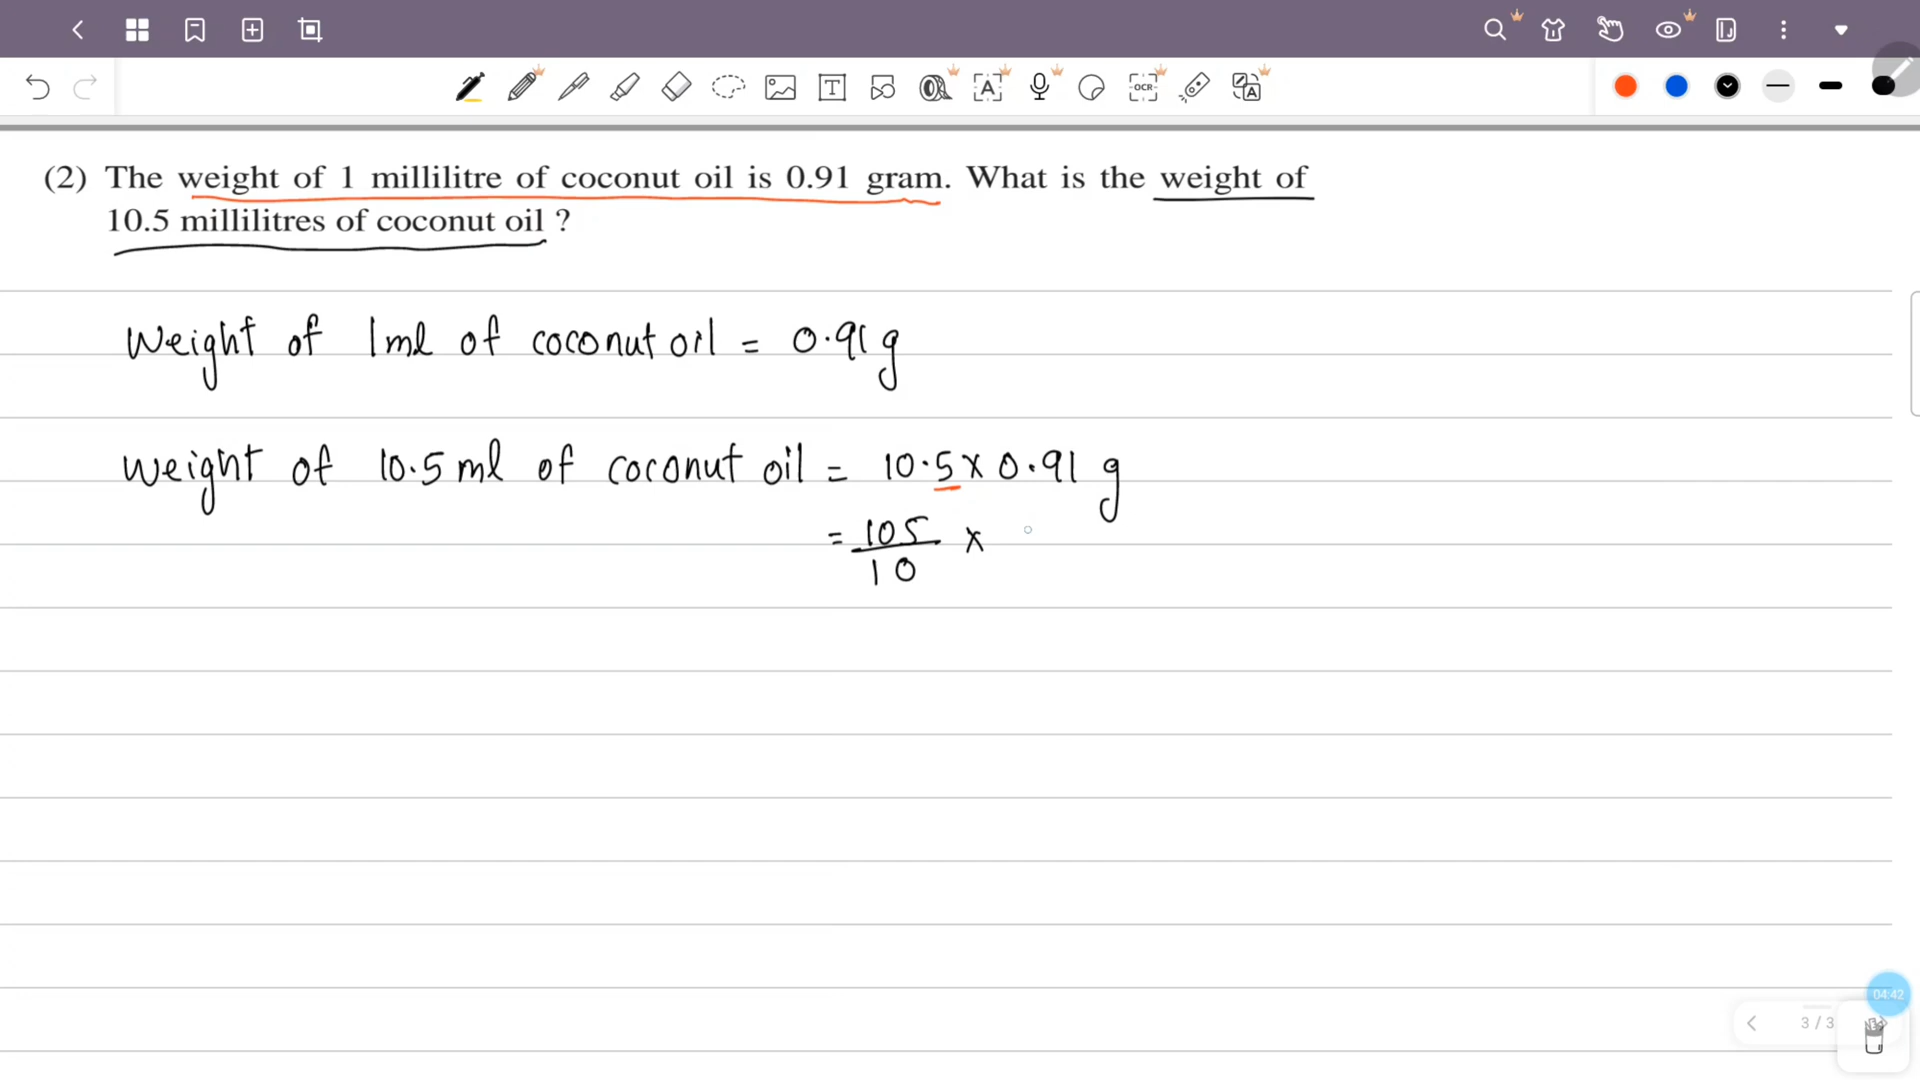 (2) The weight of 1 millilitre of coconut oil is 0.91 gram. What is the weight of
10.5 millilitres of coconut oil ?
Weight of 1ml of coconut oil = 0.91 g
Weight of 10.5 ml of coconut oil = 10.5 x 0.91 g
= 105/10 x
04:42
3 / 3